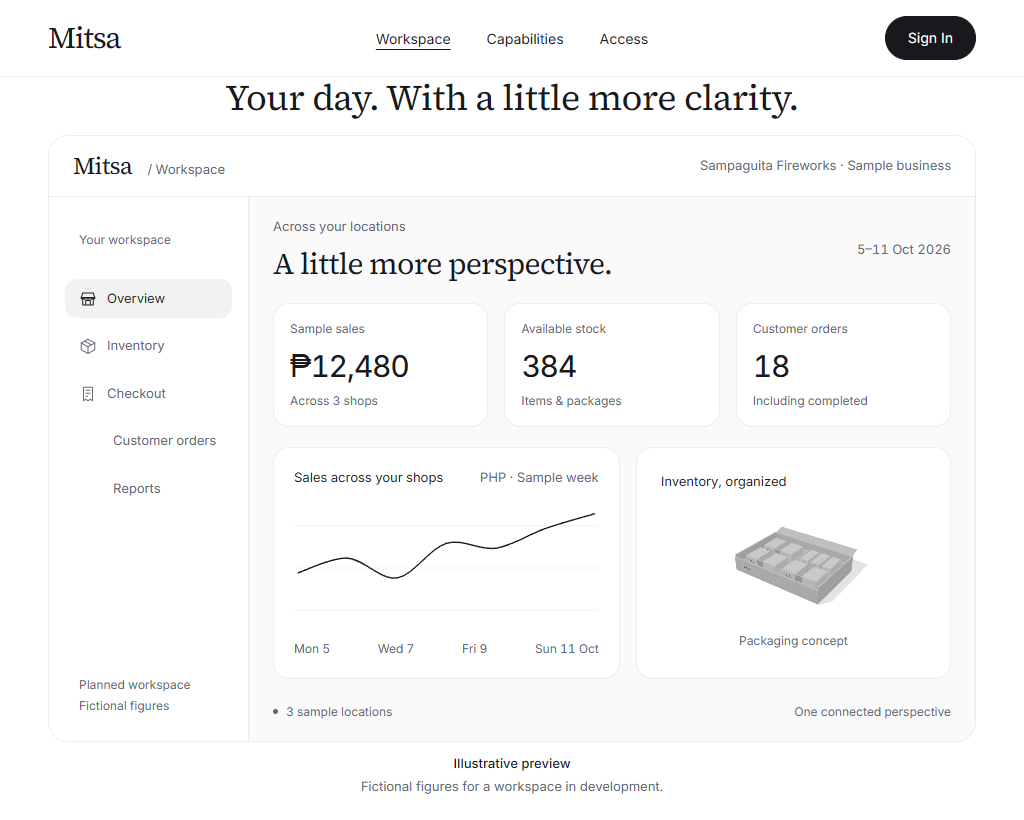 Mitsa
Workspace
Capabilities
Access
Sign In
Your day. With a little more clarity.
Mitsa / Workspace
Sampaguita Fireworks · Sample business
Your workspace
Overview
Inventory
Checkout
Customer orders
Reports
Planned workspace
Fictional figures
Across your locations
A little more perspective.
5–11 Oct 2026
Sample sales
₱12,480
Across 3 shops
Available stock
384
Items & packages
Customer orders
18
Including completed
Sales across your shops
PHP · Sample week
Mon 5
Wed 7
Fri 9
Sun 11 Oct
Inventory, organized
Packaging concept
3 sample locations
One connected perspective
Illustrative preview
Fictional figures for a workspace in development.